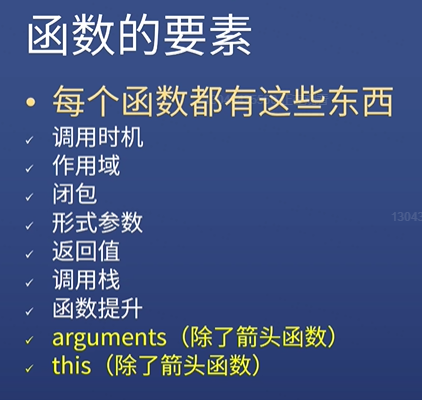 函数的要素
• 每个函数都有这些东西
✓ 调用时机
✓ 作用域
✓ 闭包
✓ 形式参数
✓ 返回值
✓ 调用栈
✓ 函数提升
✓ arguments（除了箭头函数）
✓ this（除了箭头函数）